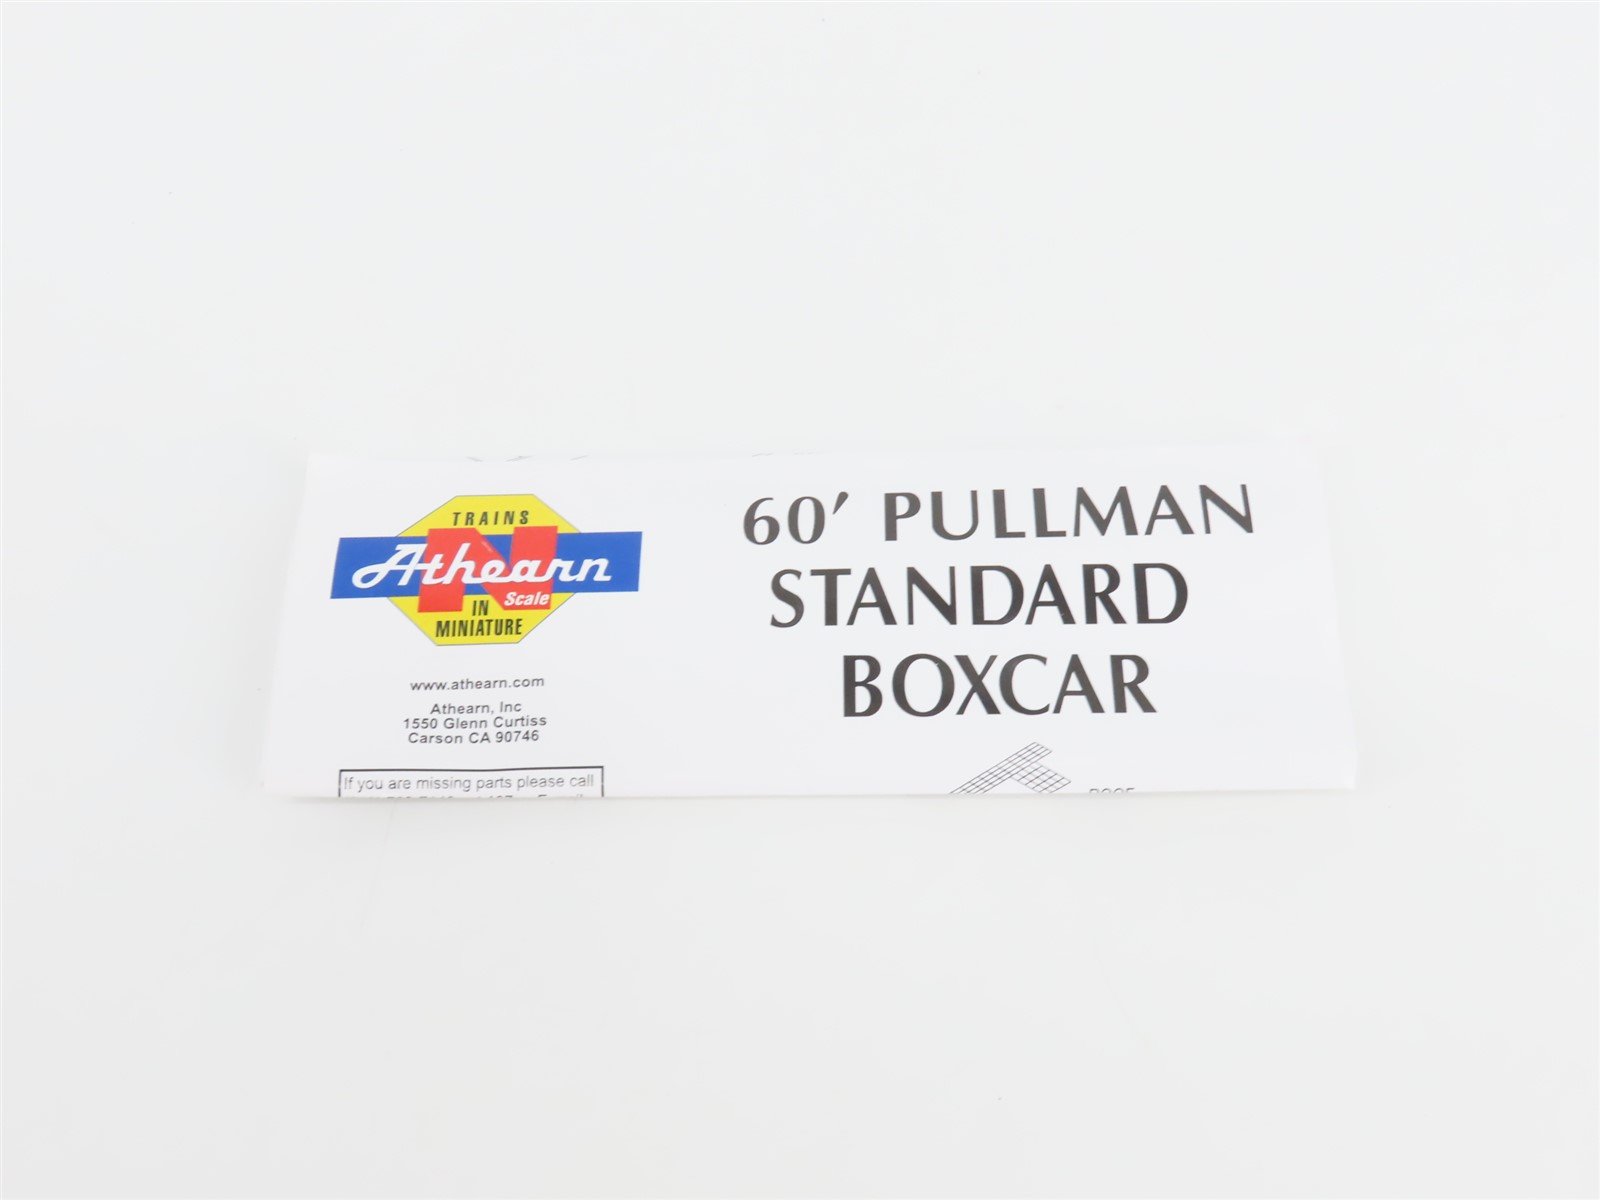 TRAINS
Athearn
N
Scale
IN
MINIATURE
www.athearn.com
Athearn, Inc
1550 Glenn Curtiss
Carson CA 90746
If you are missing parts please call
60' PULLMAN
STANDARD
BOXCAR